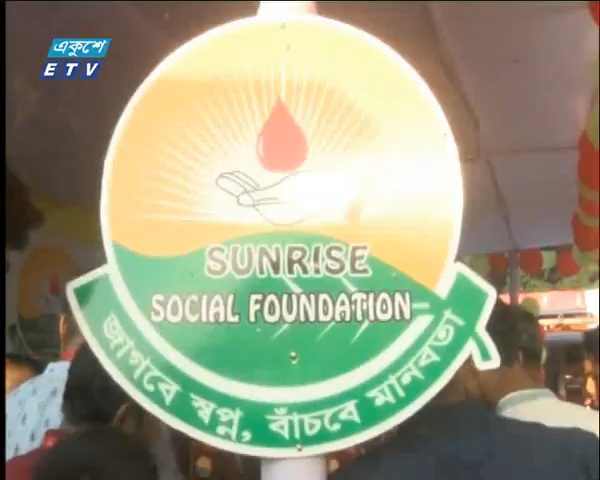 একুশে
ETV
SUNRISE
SOCIAL FOUNDATION
জাগবে স্বপ্ন, বাঁচবে মানবতা